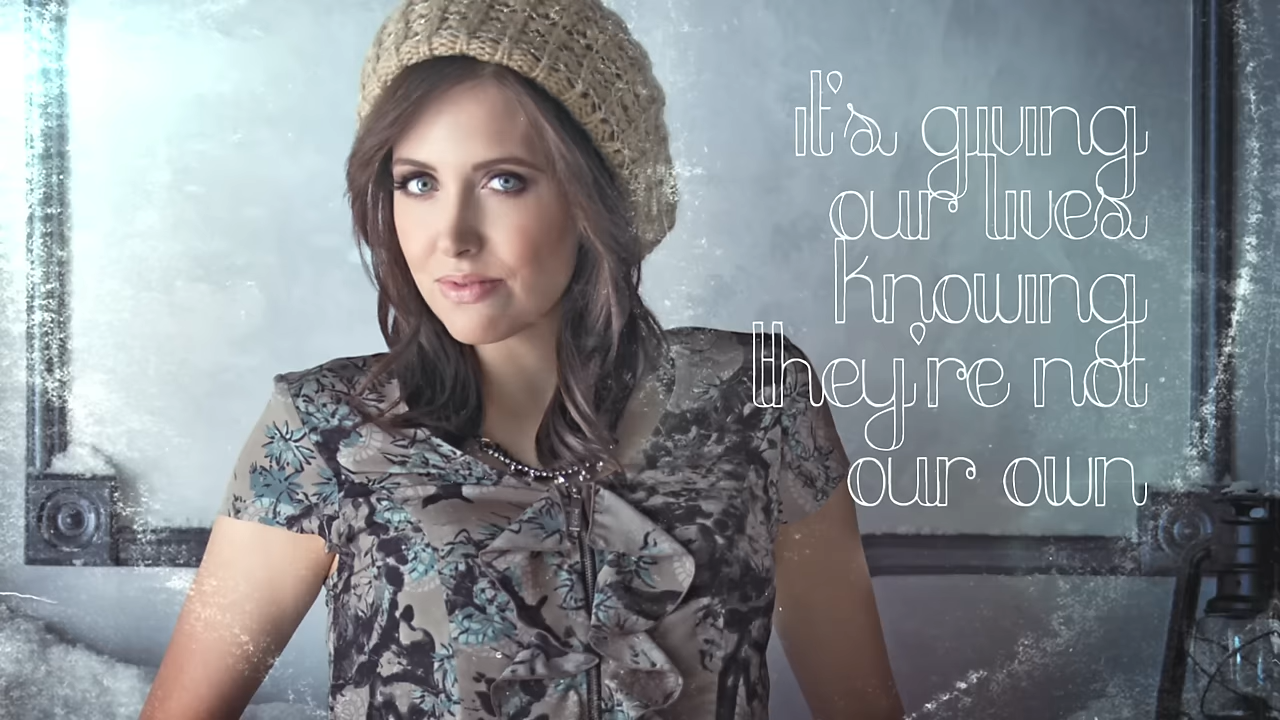 it's giving
our lives
knowing
they're not
our own